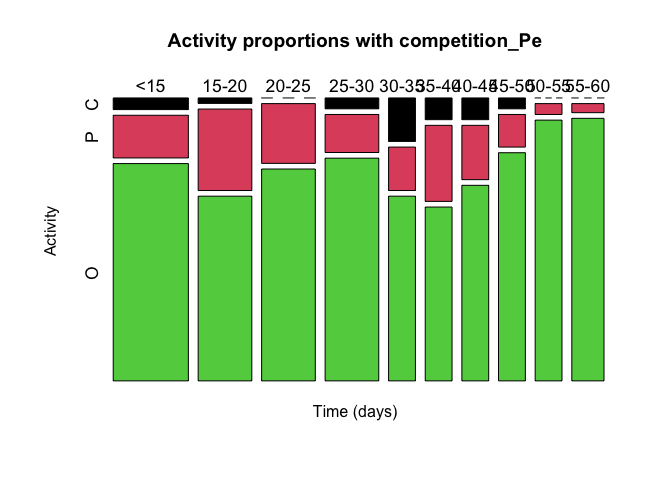 Activity proportions with competition_Pe
<15 15-20 20-25 25-30 30-35 35-40 40-45 45-50 50-55 55-60
C
P
O
Activity
Time (days)